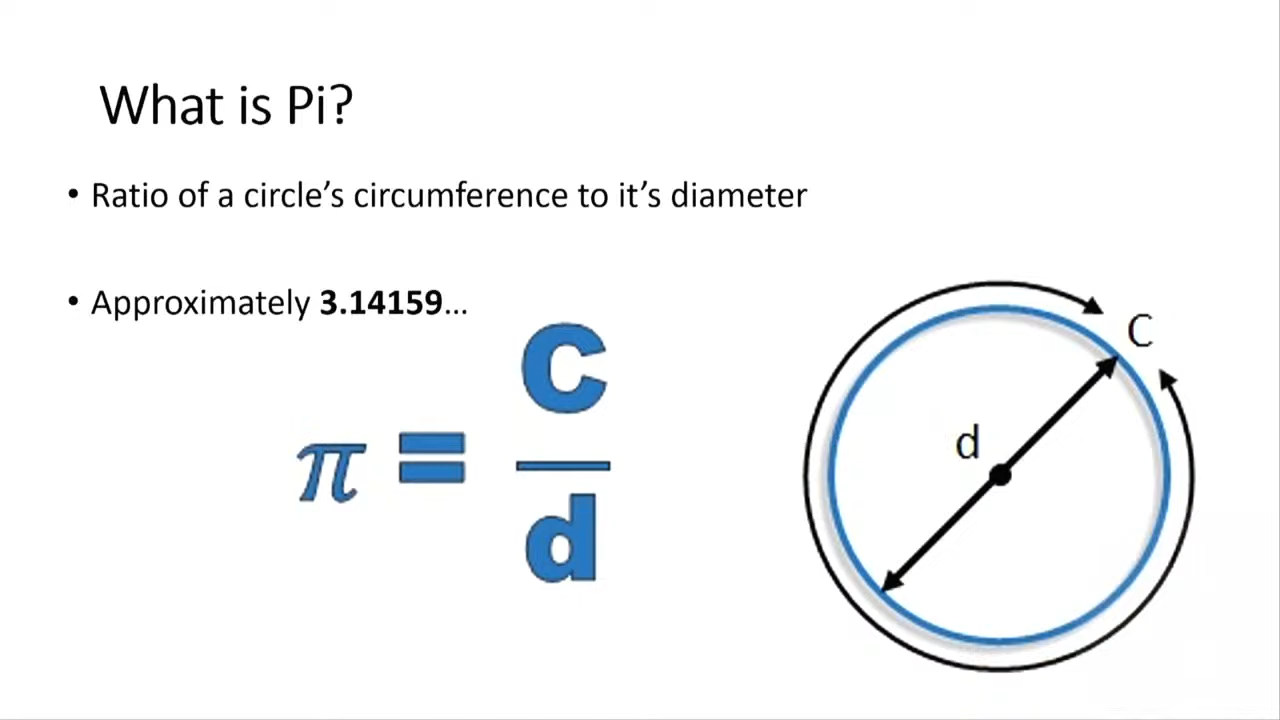 What is Pi?
• Ratio of a circle’s circumference to it’s diameter
• Approximately 3.14159…
π = C/d
C
d